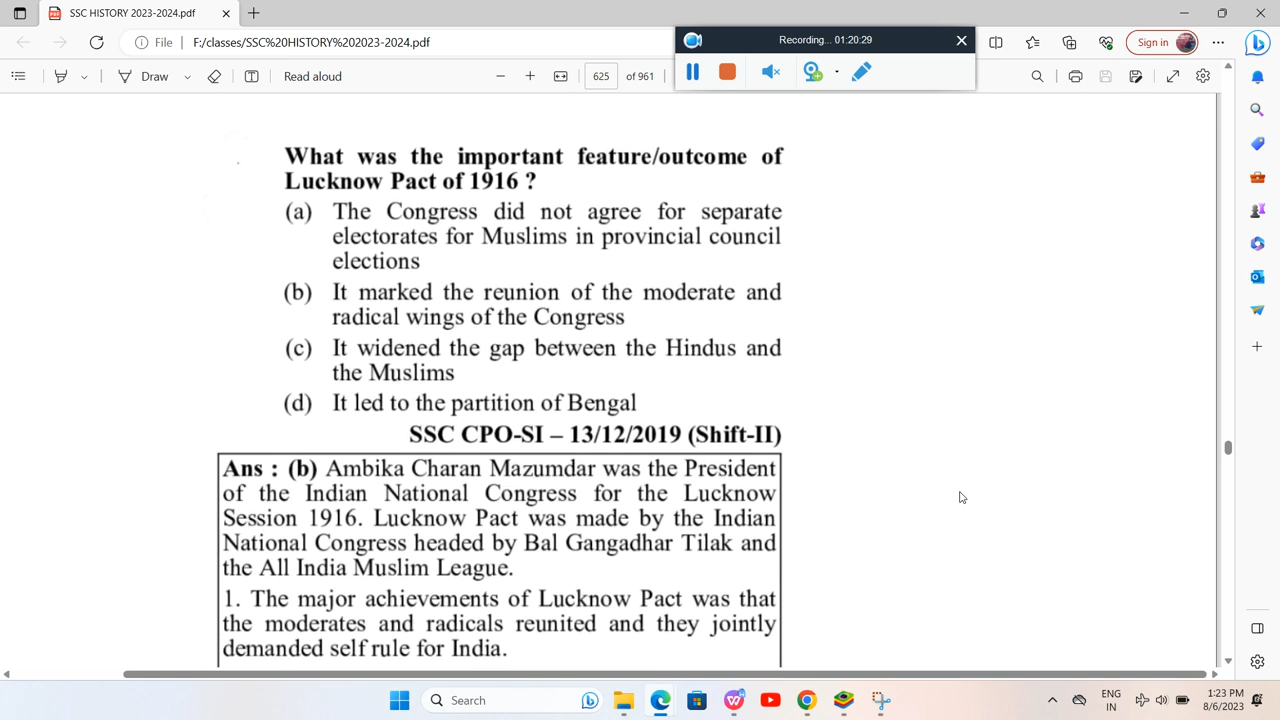 SSC HISTORY 2023-2024.pdf
File
F:/classes/SSC%20HISTORY%202023-2024.pdf
Recording... 01:20:29
Sign in
Draw
Read aloud
625
of 961
What was the important feature/outcome of
Lucknow Pact of 1916 ?
(a) The Congress did not agree for separate
electorates for Muslims in provincial council
elections
(b) It marked the reunion of the moderate and
radical wings of the Congress
(c) It widened the gap between the Hindus and
the Muslims
(d) It led to the partition of Bengal
SSC CPO-SI – 13/12/2019 (Shift-II)
Ans : (b) Ambika Charan Mazumdar was the President
of the Indian National Congress for the Lucknow
Session 1916. Lucknow Pact was made by the Indian
National Congress headed by Bal Gangadhar Tilak and
the All India Muslim League.
1. The major achievements of Lucknow Pact was that
the moderates and radicals reunited and they jointly
demanded self rule for India.
Search
ENG
IN
1:23 PM
8/6/2023